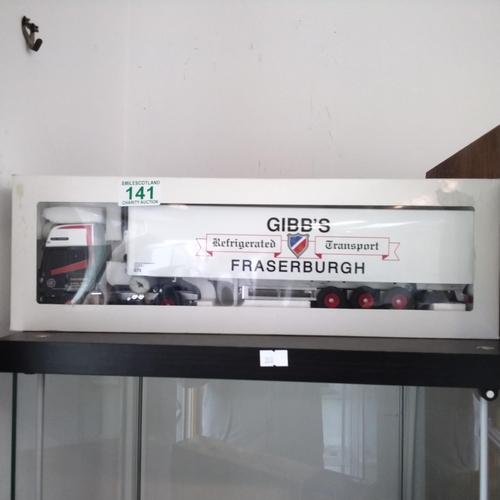 EMILESCOTLAND
141
CHARITY AUCTION
GIBB'S
Refrigerated Transport
FRASERBURGH